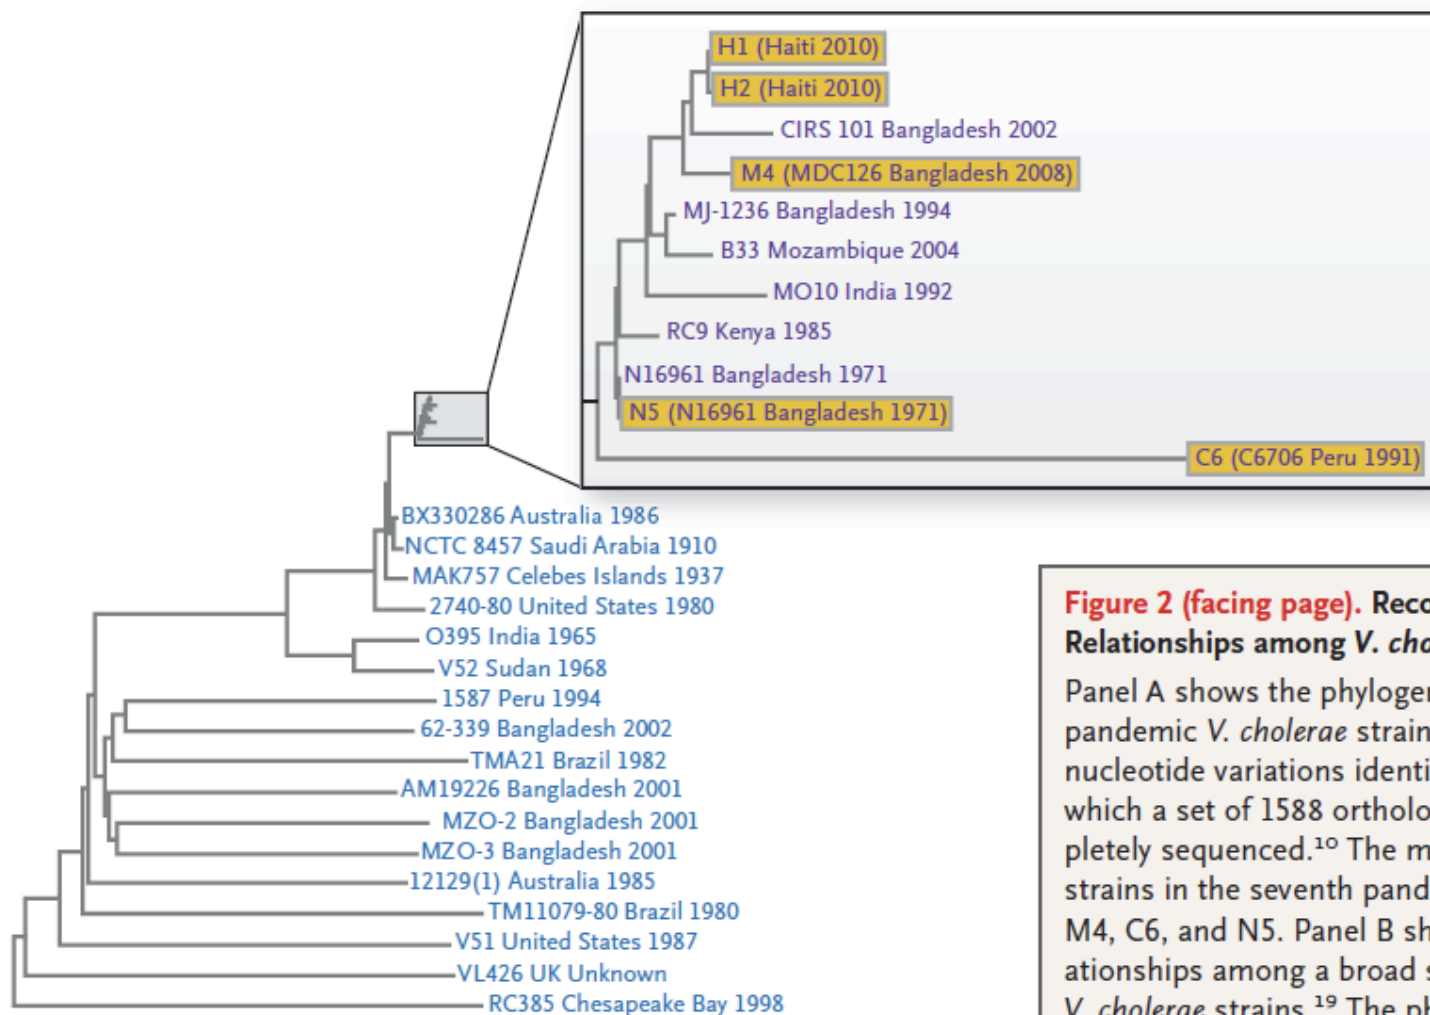 H1 (Haiti 2010)
H2 (Haiti 2010)
CIRS 101 Bangladesh 2002
M4 (MDC126 Bangladesh 2008)
MJ-1236 Bangladesh 1994
B33 Mozambique 2004
MO10 India 1992
RC9 Kenya 1985
N16961 Bangladesh 1971
N5 (N16961 Bangladesh 1971)
C6 (C6706 Peru 1991)
BX330286 Australia 1986
NCTC 8457 Saudi Arabia 1910
MAK757 Celebes Islands 1937
2740-80 United States 1980
O395 India 1965
V52 Sudan 1968
1587 Peru 1994
62-339 Bangladesh 2002
TMA21 Brazil 1982
AM19226 Bangladesh 2001
MZO-2 Bangladesh 2001
MZO-3 Bangladesh 2001
12129(1) Australia 1985
TM11079-80 Brazil 1980
V51 United States 1987
VL426 UK Unknown
RC385 Chesapeake Bay 1998
Figure 2 (facing page). Reco
Relationships among V. cho
Panel A shows the phyloger
pandemic V. cholerae strain
nucleotide variations identi
which a set of 1588 ortholo
pletely sequenced.¹⁰ The m
strains in the seventh pand
M4, C6, and N5. Panel B sh
ationships among a broad s
V. cholerae strains.¹⁹ The ph